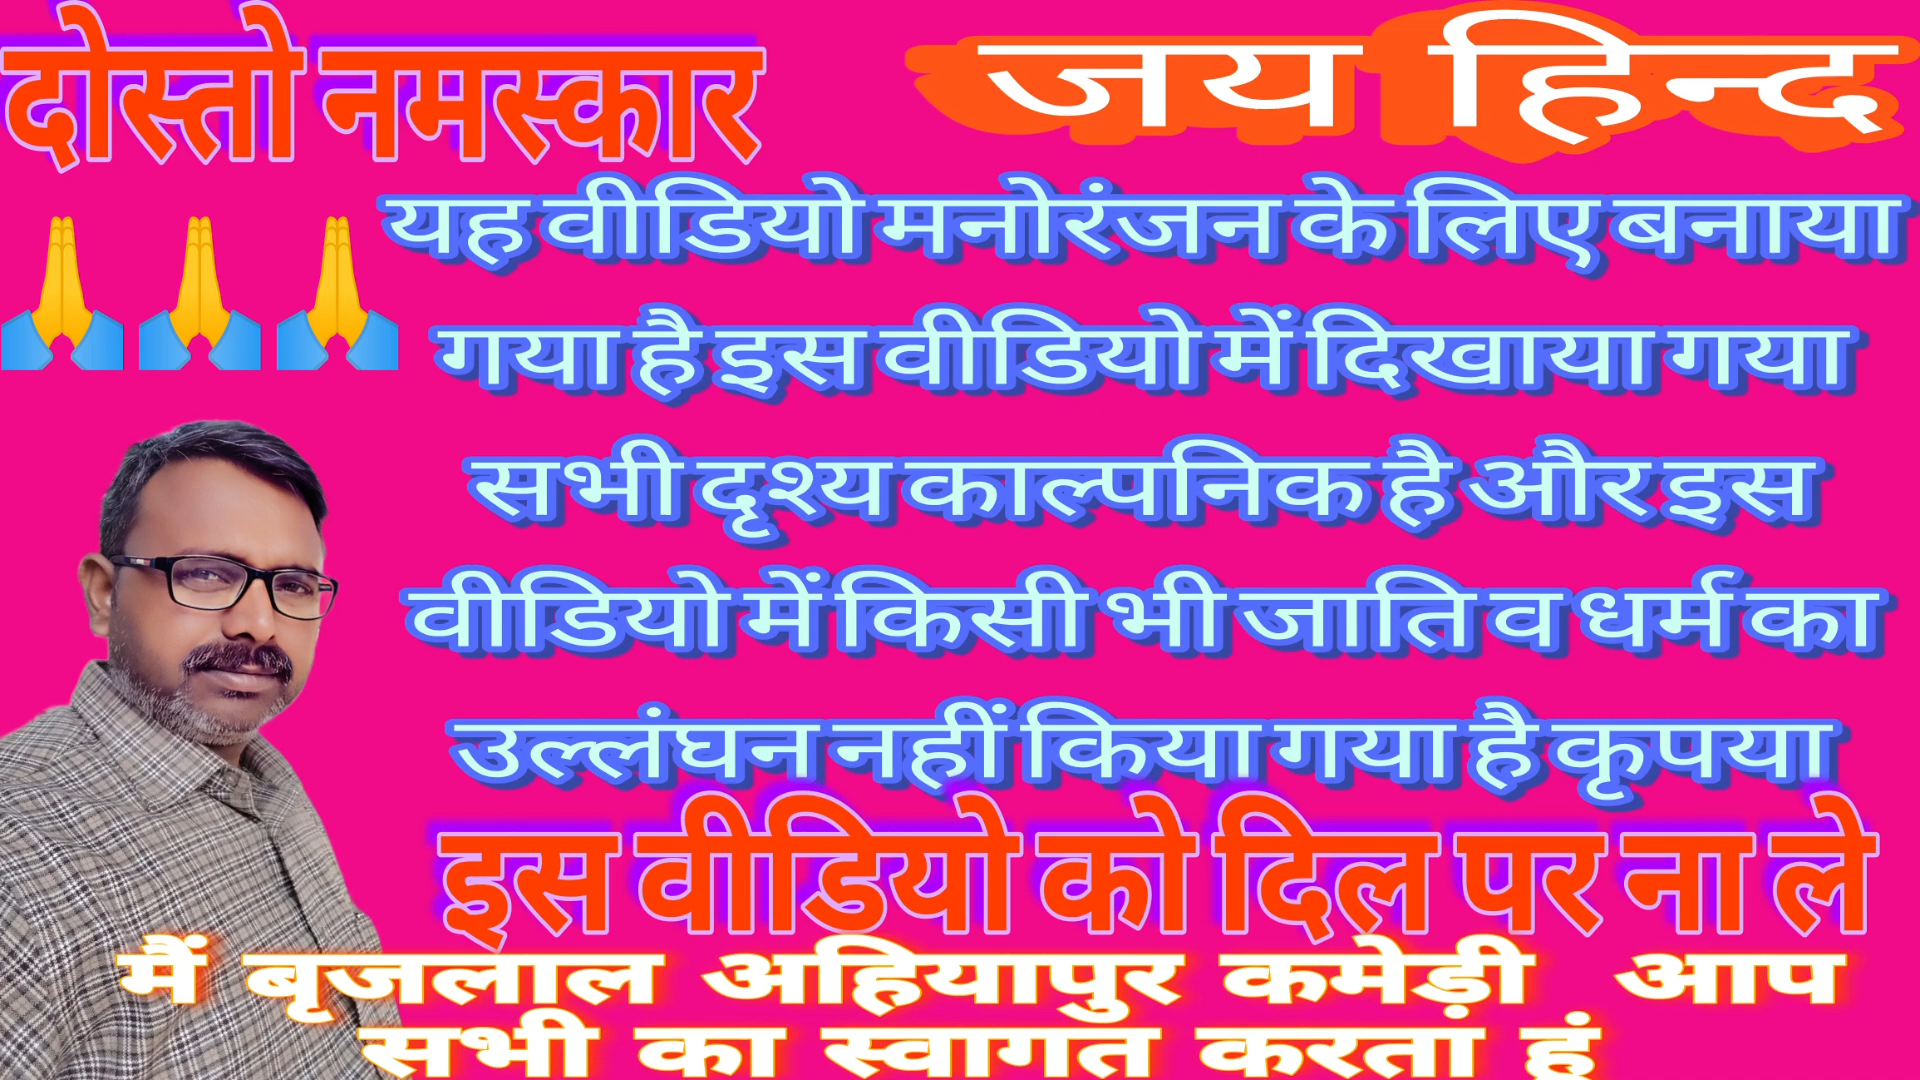 दोस्तो नमस्कार
जय हिन्द
यह वीडियो मनोरंजन के लिए बनाया
गया है इस वीडियो में दिखाया गया
सभी दृश्य काल्पनिक है और इस
वीडियो में किसी भी जाति व धर्म का
उल्लंघन नहीं किया गया है कृपया
इस वीडियो को दिल पर ना ले
मैं बृजलाल अहियापुर कमेड़ी आप
सभी का स्वागत करता हूं